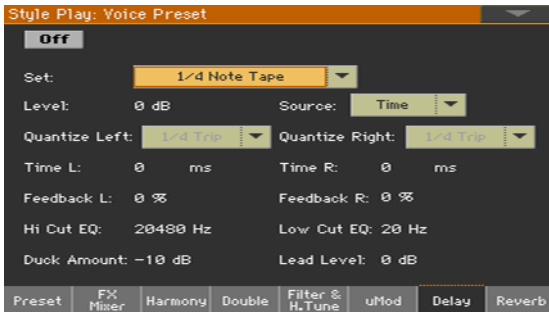 Style Play: Voice Preset
Off
Set: 1/4 Note Tape
Level: 0 dB Source: Time
Quantize Left: 1/4 Trip Quantize Right: 1/4 Trip
Time L: 0 ms Time R: 0 ms
Feedback L: 0 % Feedback R: 0 %
Hi Cut EQ: 20480 Hz Low Cut EQ: 20 Hz
Duck Amount: -10 dB Lead Level: 0 dB
Preset FX Mixer Harmony Double Filter & H.Tune uMod Delay Reverb